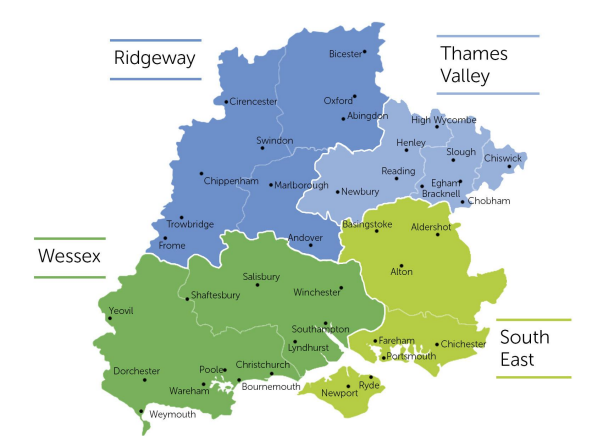 Ridgeway
Thames
Valley
Bicester
Oxford
Abingdon
Cirencester
High Wycombe
Henley
Slough
Chiswick
Swindon
Chippenham
Marlborough
Reading
Egham
Bracknell
Newbury
Chobham
Trowbridge
Frome
Andover
Basingstoke
Aldershot
Alton
Wessex
Salisbury
Shaftesbury
Winchester
Yeovil
Southampton
Lyndhurst
Fareham
Chichester
Portsmouth
South
East
Dorchester
Poole
Christchurch
Wareham
Bournemouth
Newport
Ryde
Weymouth